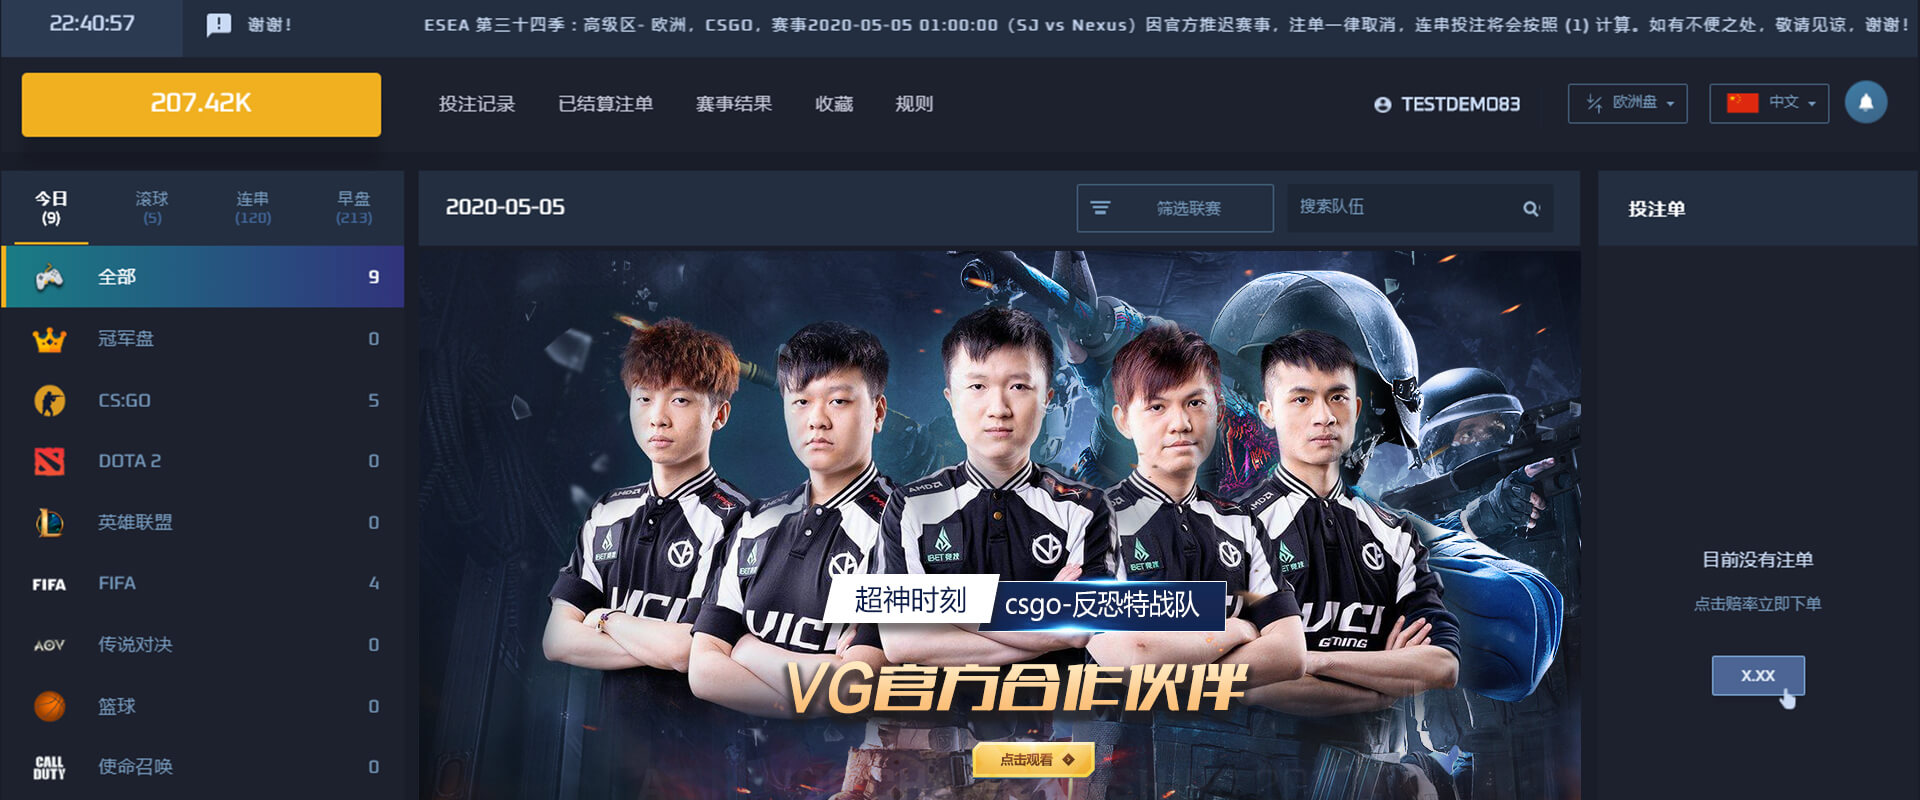 22:40:57
谢谢！
ESEA 第三十四季：高级区- 欧洲，CSGO，赛事2020-05-05 01:00:00（SJ vs Nexus）因官方推迟赛事，注单一律取消，连串投注将会按照 (1) 计算。如有不便之处，敬请见谅，谢谢！
207.42K
投注记录
已结算注单
赛事结果
收藏
规则
TESTDEMO83
欧洲盘
中文
今日
(9)
滚球
(5)
连串
(120)
早盘
(213)
2020-05-05
筛选联赛
搜索队伍
投注单
全部 9
冠军盘 0
CS:GO 5
DOTA 2 0
英雄联盟 0
FIFA FIFA 4
AOV 传说对决 0
篮球 0
CALL DUTY 使命召唤 0
AMD
IBET 竞技
VICI
GAMING
超神时刻
csgo-反恐特战队
VG官方合作伙伴
点击观看
目前没有注单
点击赔率立即下单
X.XX